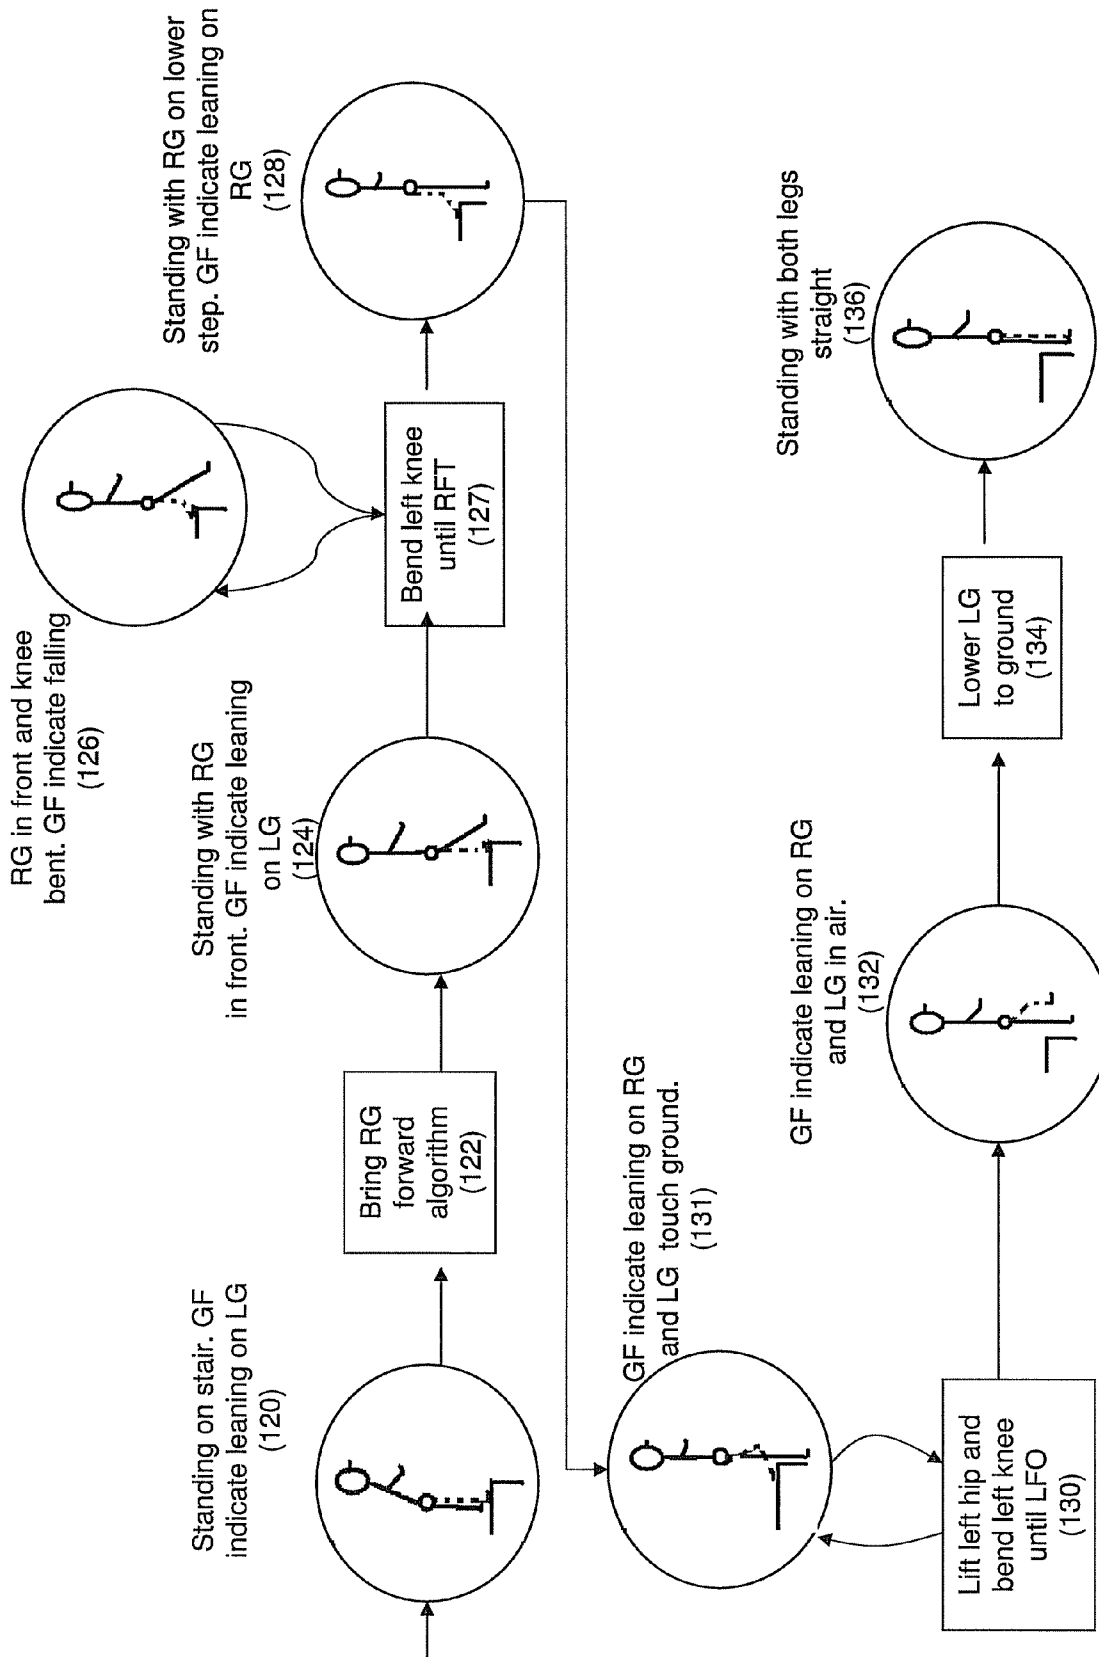 Standing on stair. GF
indicate leaning on LG
(120)
Bring RG
forward
algorithm
(122)
Standing with RG
in front. GF indicate leaning
on LG
(124)
RG in front and knee
bent. GF indicate falling
(126)
Bend left knee
until RFT
(127)
Standing with RG on lower
step. GF indicate leaning on
RG
(128)
GF indicate leaning on RG
and LG touch ground.
(131)
Lift left hip and
bend left knee
until LFO
(130)
GF indicate leaning on RG
and LG in air.
(132)
Lower LG
to ground
(134)
Standing with both legs
straight
(136)